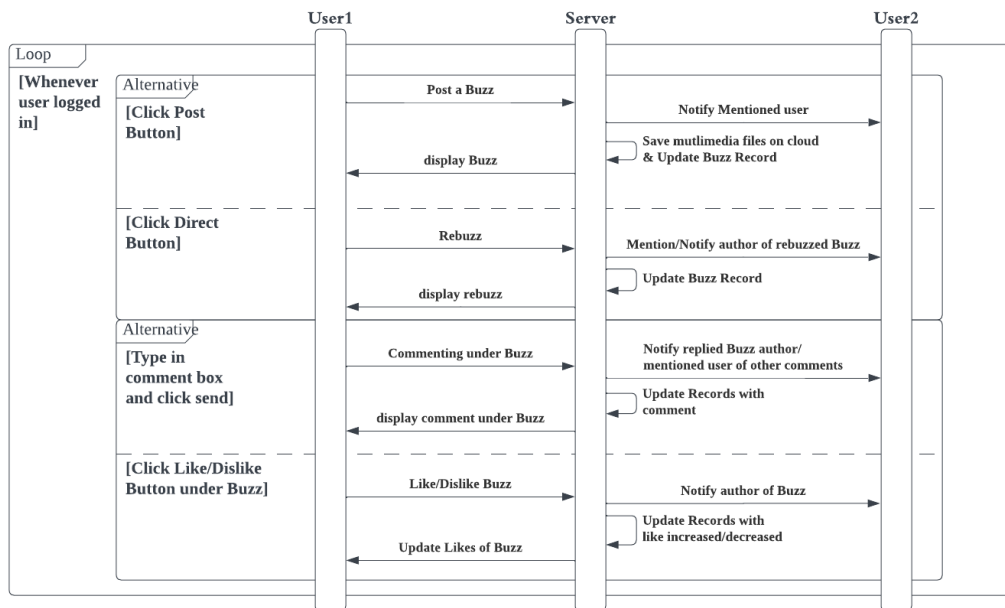 User1
Server
User2
Loop
[Whenever
user logged
in]
Alternative
[Click Post
Button]
Post a Buzz
Notify Mentioned user
Save mutlimedia files on cloud
& Update Buzz Record
display Buzz
[Click Direct
Button]
Rebuzz
Mention/Notify author of rebuzzed Buzz
Update Buzz Record
display rebuzz
Alternative
[Type in
comment box
and click send]
Commenting under Buzz
Notify replied Buzz author/
mentioned user of other comments
Update Records with
comment
display comment under Buzz
[Click Like/Dislike
Button under Buzz]
Like/Dislike Buzz
Notify author of Buzz
Update Records with
like increased/decreased
Update Likes of Buzz